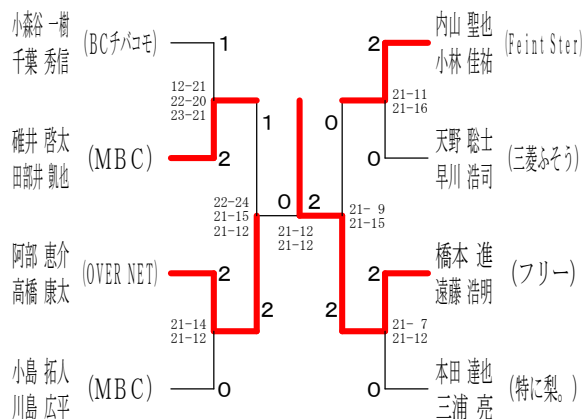 小森谷 一樹
千葉 秀信
(BCチバコモ)
1
12-21
22-20
23-21
碓井 啓太
田部井 凱也
(MBC)
2
1
22-24
21-15
21-12
阿部 恵介
高橋 康太
(OVER NET)
2
2
21-14
21-12
小島 拓人
川島 広平
(MBC)
0
0
2
21-12
21-12
内山 聖也
小林 佳祐
(Feint Ster)
2
21-11
21-16
天野 聡士
早川 浩司
(三菱ふそう)
0
0
21- 9
21-15
橋本 進
遠藤 浩明
(フリー)
2
2
21- 7
21-12
本田 達也
三浦 亮
(特に梨。)
0